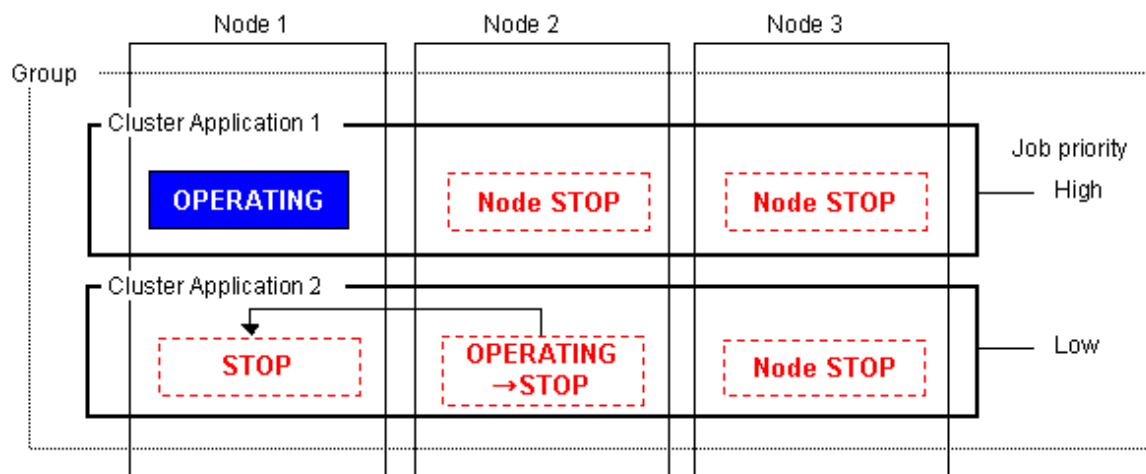 Node 1 Node 2 Node 3
Group
Cluster Application 1
Job priority
OPERATING Node STOP Node STOP High
Cluster Application 2
STOP OPERATING →STOP Node STOP Low